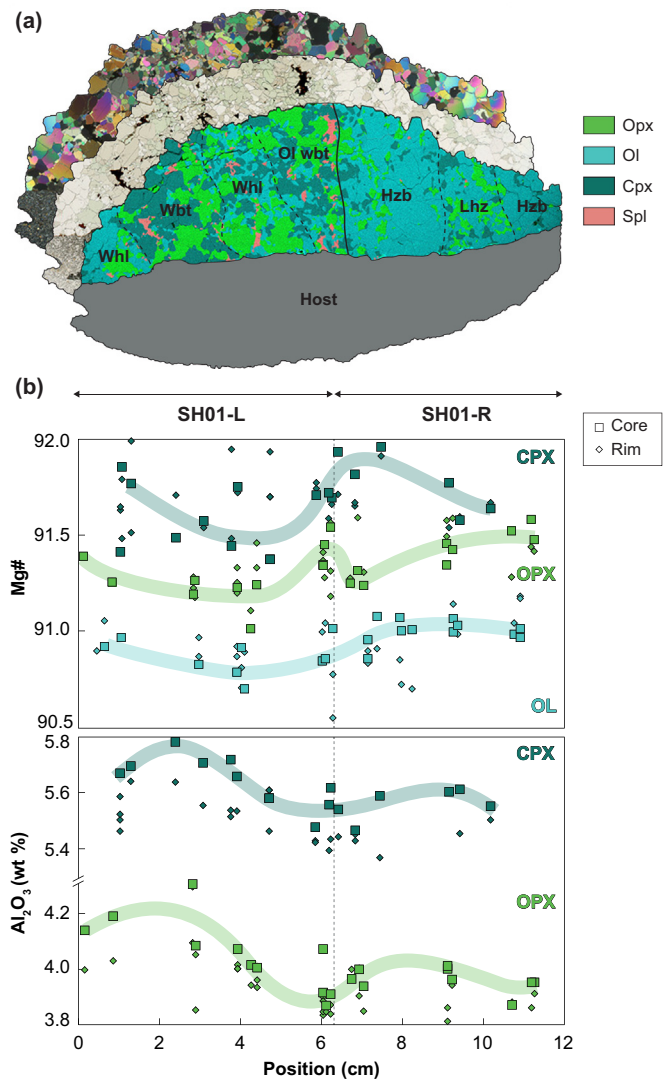 (a)
Opx
Ol
Cpx
Spl
Ol wbt
Whl
Wbt
Hzb
Lhz
Hzb
Whl
Host
(b)
SH01-L
SH01-R
Core
Rim
92.0
91.5
91.0
90.5
Mg#
CPX
OPX
OL
5.8
5.6
5.4
4.2
4.0
3.8
Al₂O₃ (wt %)
CPX
OPX
0 2 4 6 8 10 12
Position (cm)